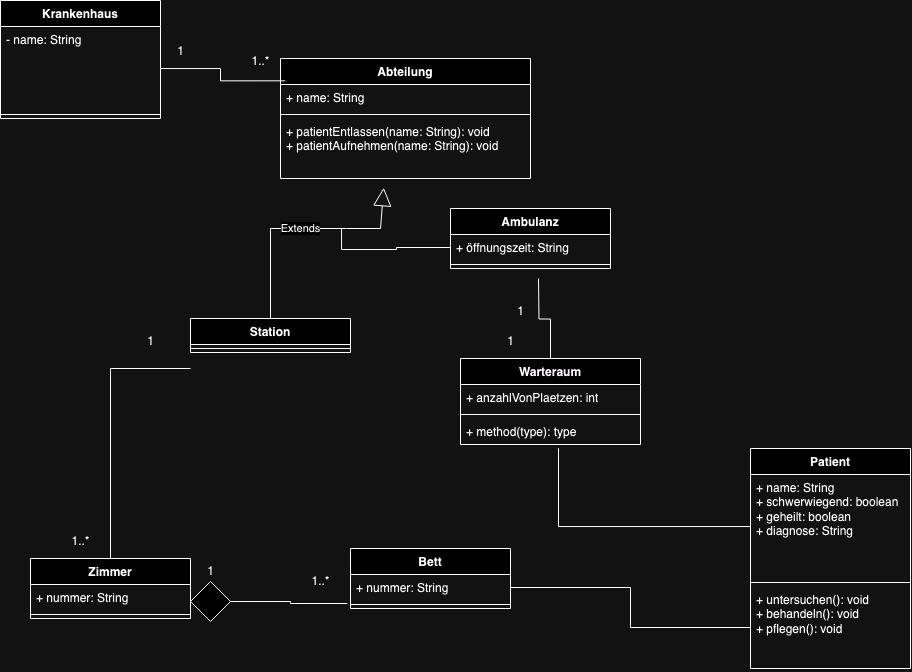 Krankenhaus
- name: String
1
1..*
Abteilung
+ name: String
+ patientEntlassen(name: String): void
+ patientAufnehmen(name: String): void
Extends
Ambulanz
+ öffnungszeit: String
1
1
Station
1
Warteraum
+ anzahlVonPlaetzen: int
+ method(type): type
Patient
+ name: String
+ schwerwiegend: boolean
+ geheilt: boolean
+ diagnose: String
+ untersuchen(): void
+ behandeln(): void
+ pflegen(): void
1..*
Zimmer
+ nummer: String
1
1..*
Bett
+ nummer: String